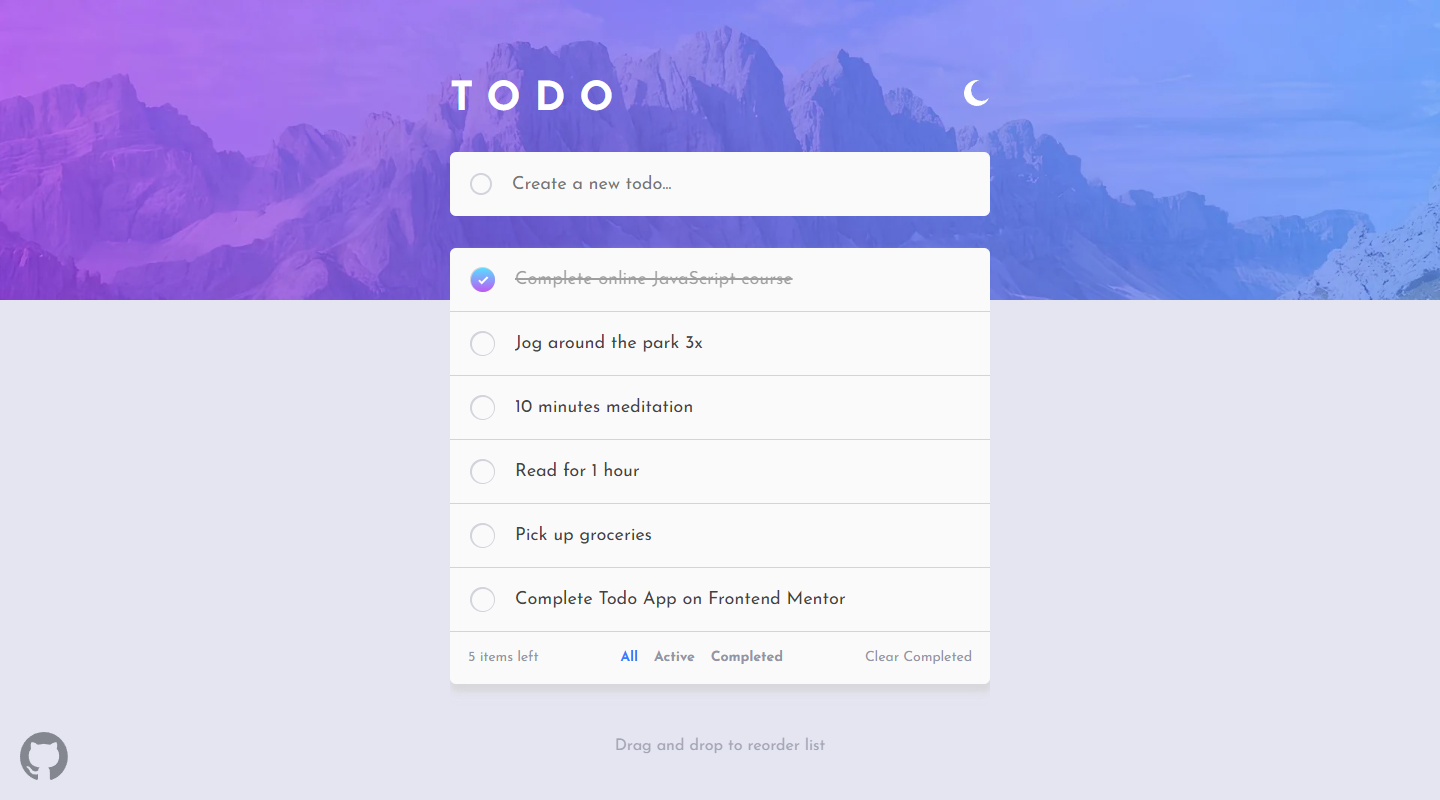 TODO
Create a new todo...
Complete online JavaScript course
Jog around the park 3x
10 minutes meditation
Read for 1 hour
Pick up groceries
Complete Todo App on Frontend Mentor
5 items left All Active Completed Clear Completed
Drag and drop to reorder list